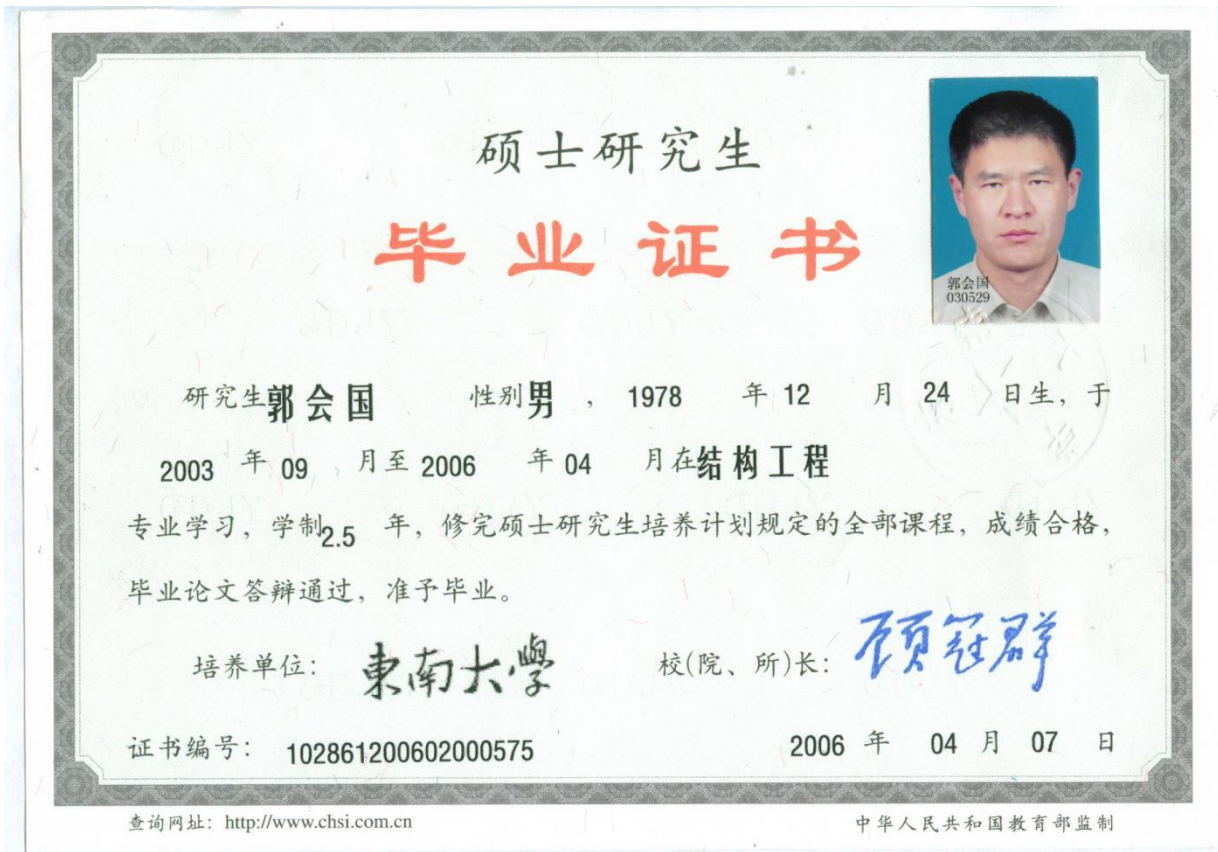 硕士研究生
毕业证书
郭会国
030529
研究生郭会国 性别男，1978 年 12 月 24 日生，于
2003 年 09 月至 2006 年 04 月在结构工程
专业学习，学制2.5 年，修完硕士研究生培养计划规定的全部课程，成绩合格，
毕业论文答辩通过，准予毕业。
培养单位：東南大學 校(院、所)长：顾冠群
证书编号：102861200602000575 2006 年 04 月 07 日
查询网址：http://www.chsi.com.cn 中华人民共和国教育部监制